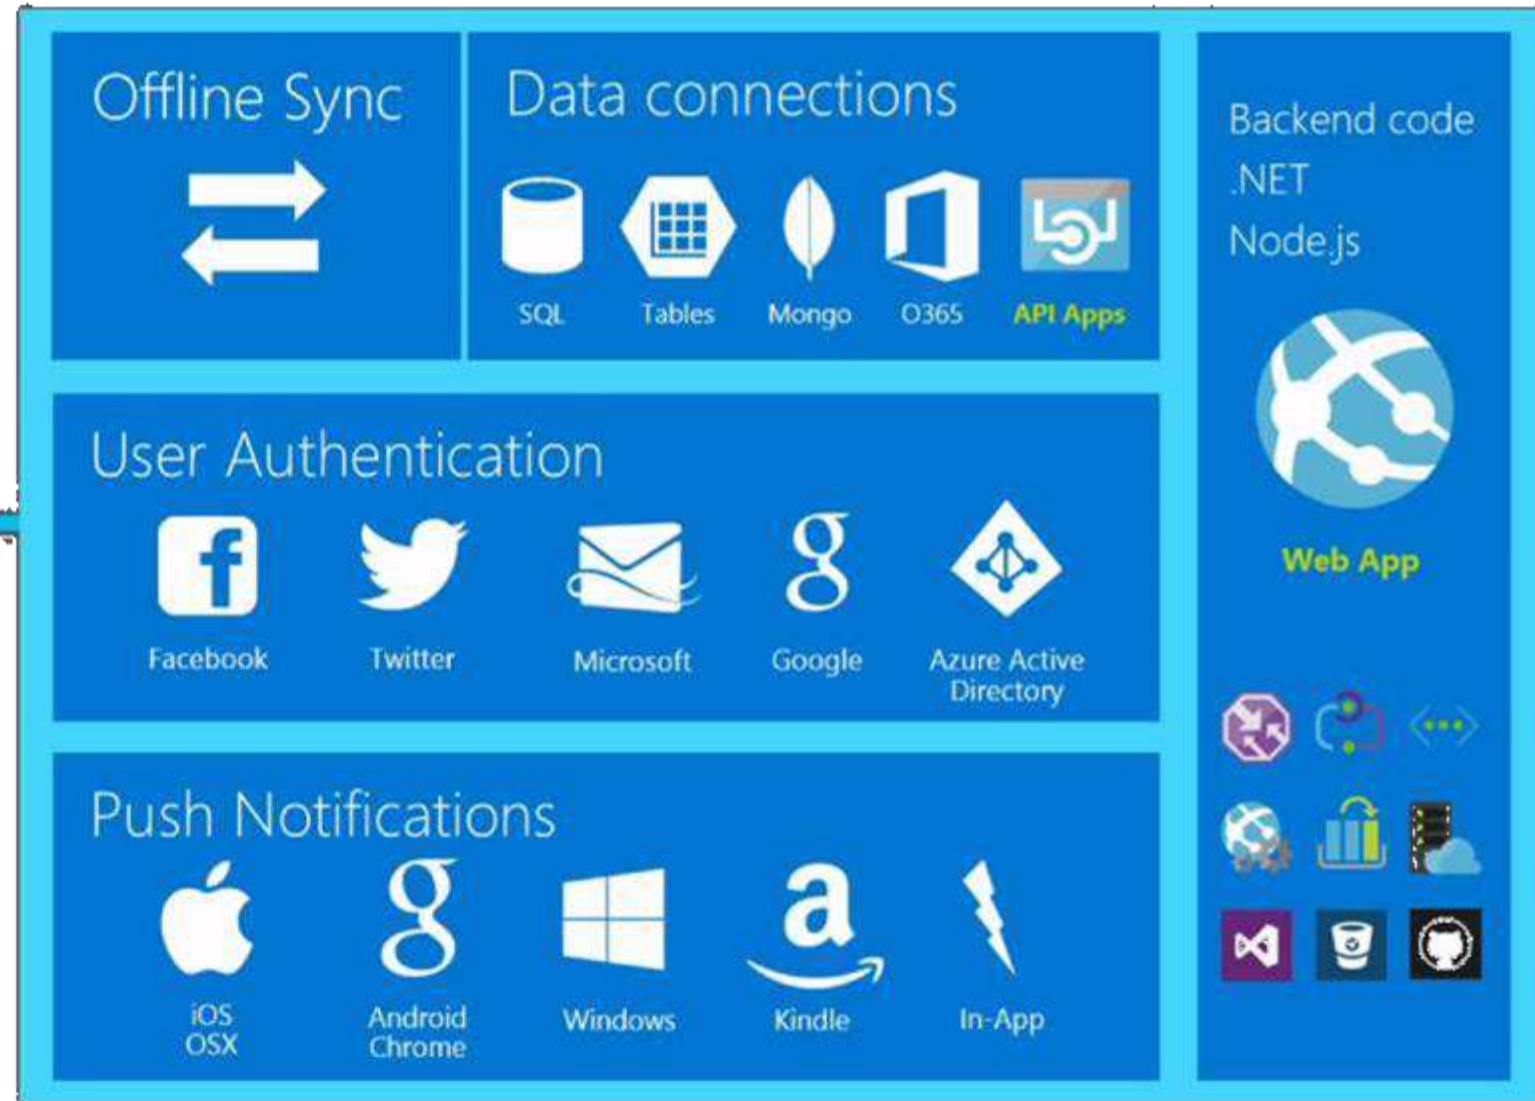 Offline Sync
Data connections
SQL
Tables
Mongo
O365
API Apps
User Authentication
Facebook
Twitter
Microsoft
Google
Azure Active
Directory
Push Notifications
iOS
OSX
Android
Chrome
Windows
Kindle
In-App
Backend code
.NET
Node.js
Web App